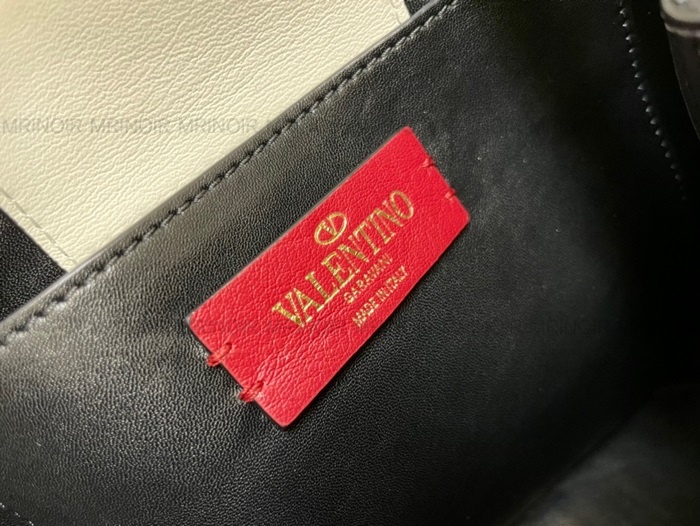 MRINOIR MRINOIR MRINOIR
V
VALENTINO
GARAVANI
MADE IN ITALY